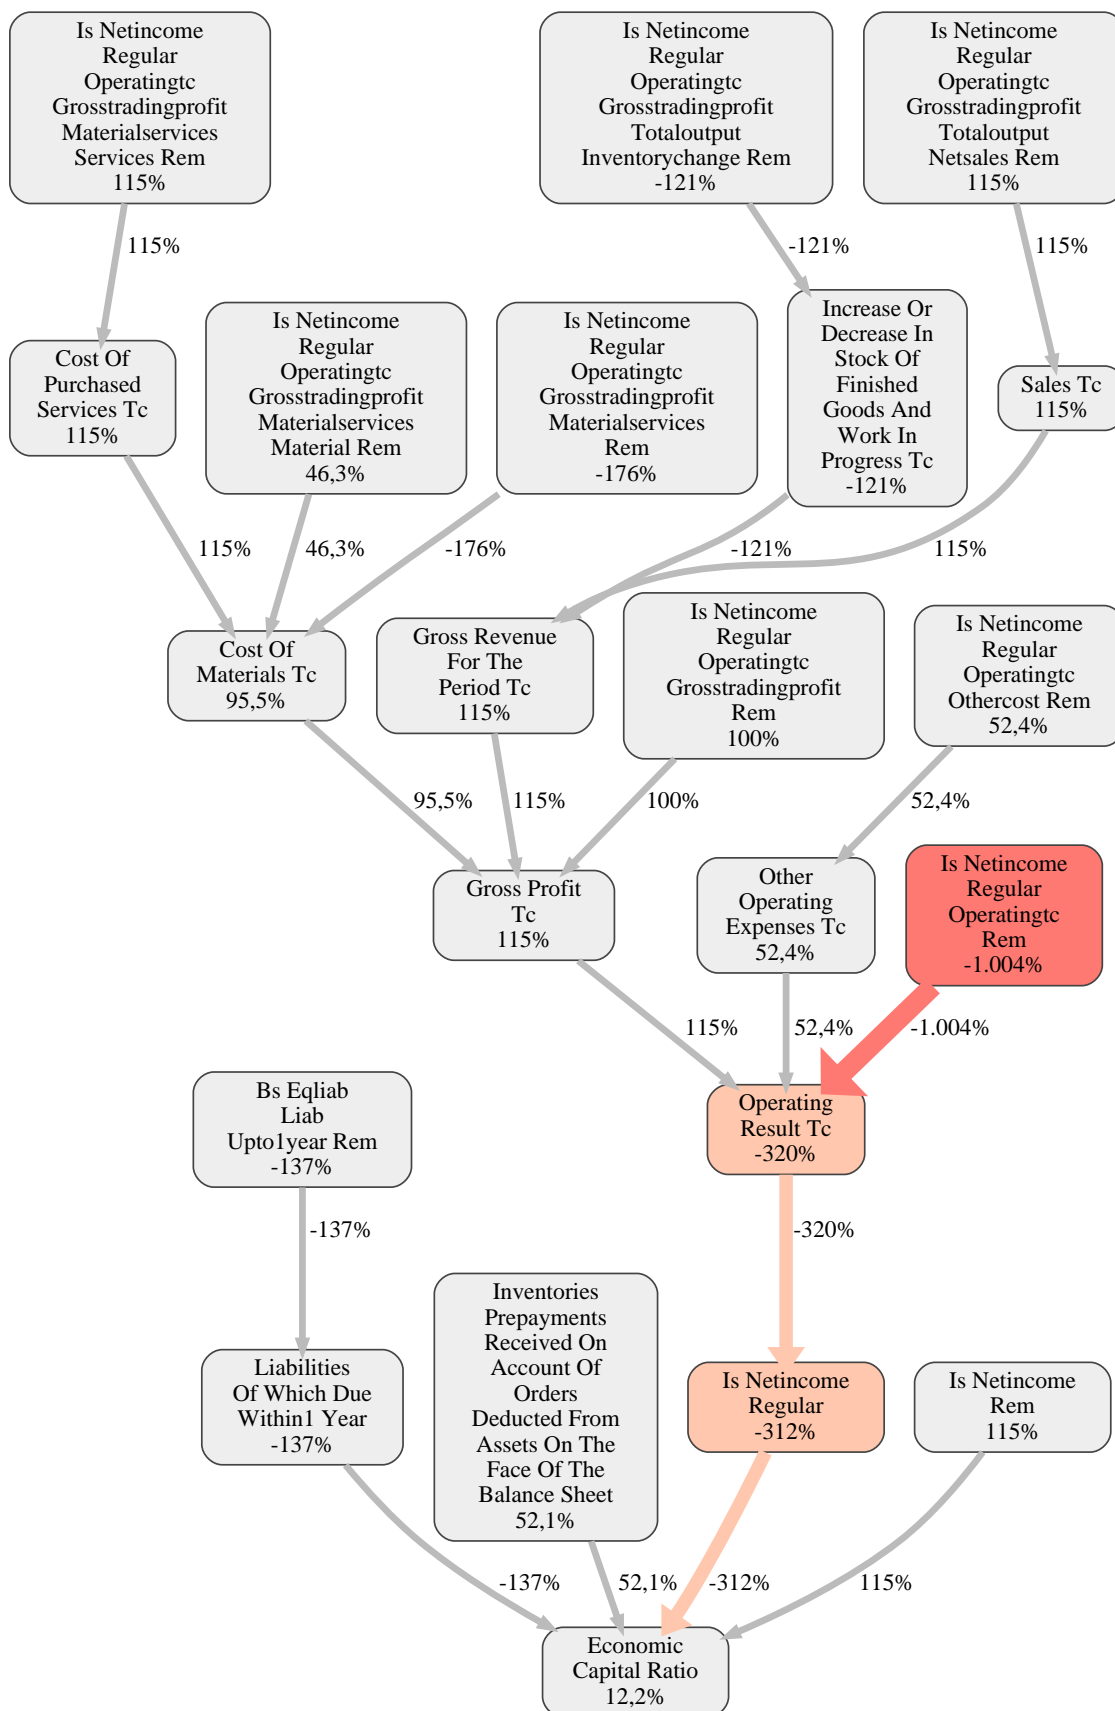 Is Netincome
Regular
Operatingtc
Grosstradingprofit
Materialservices
Services Rem
115%
Is Netincome
Regular
Operatingtc
Grosstradingprofit
Totaloutput
Inventorychange Rem
-121%
Is Netincome
Regular
Operatingtc
Grosstradingprofit
Totaloutput
Netsales Rem
115%
115%
-121%
115%
Cost Of
Purchased
Services Tc
115%
Is Netincome
Regular
Operatingtc
Grosstradingprofit
Materialservices
Material Rem
46,3%
Is Netincome
Regular
Operatingtc
Grosstradingprofit
Materialservices
Rem
-176%
Increase Or
Decrease In
Stock Of
Finished
Goods And
Work In
Progress Tc
-121%
Sales Tc
115%
115%
46,3%
-176%
-121%
115%
Cost Of
Materials Tc
95,5%
Gross Revenue
For The
Period Tc
115%
Is Netincome
Regular
Operatingtc
Grosstradingprofit
Rem
100%
Is Netincome
Regular
Operatingtc
Othercost Rem
52,4%
95,5%
115%
100%
52,4%
Gross Profit
Tc
115%
Other
Operating
Expenses Tc
52,4%
Is Netincome
Regular
Operatingtc
Rem
-1.004%
115%
52,4%
-1.004%
Bs Eqliab
Liab
Upto1year Rem
-137%
Operating
Result Tc
-320%
-137%
-320%
Liabilities
Of Which Due
Within1 Year
-137%
Inventories
Prepayments
Received On
Account Of
Orders
Deducted From
Assets On The
Face Of The
Balance Sheet
52,1%
Is Netincome
Regular
-312%
Is Netincome
Rem
115%
-137%
52,1%
-312%
115%
Economic
Capital Ratio
12,2%